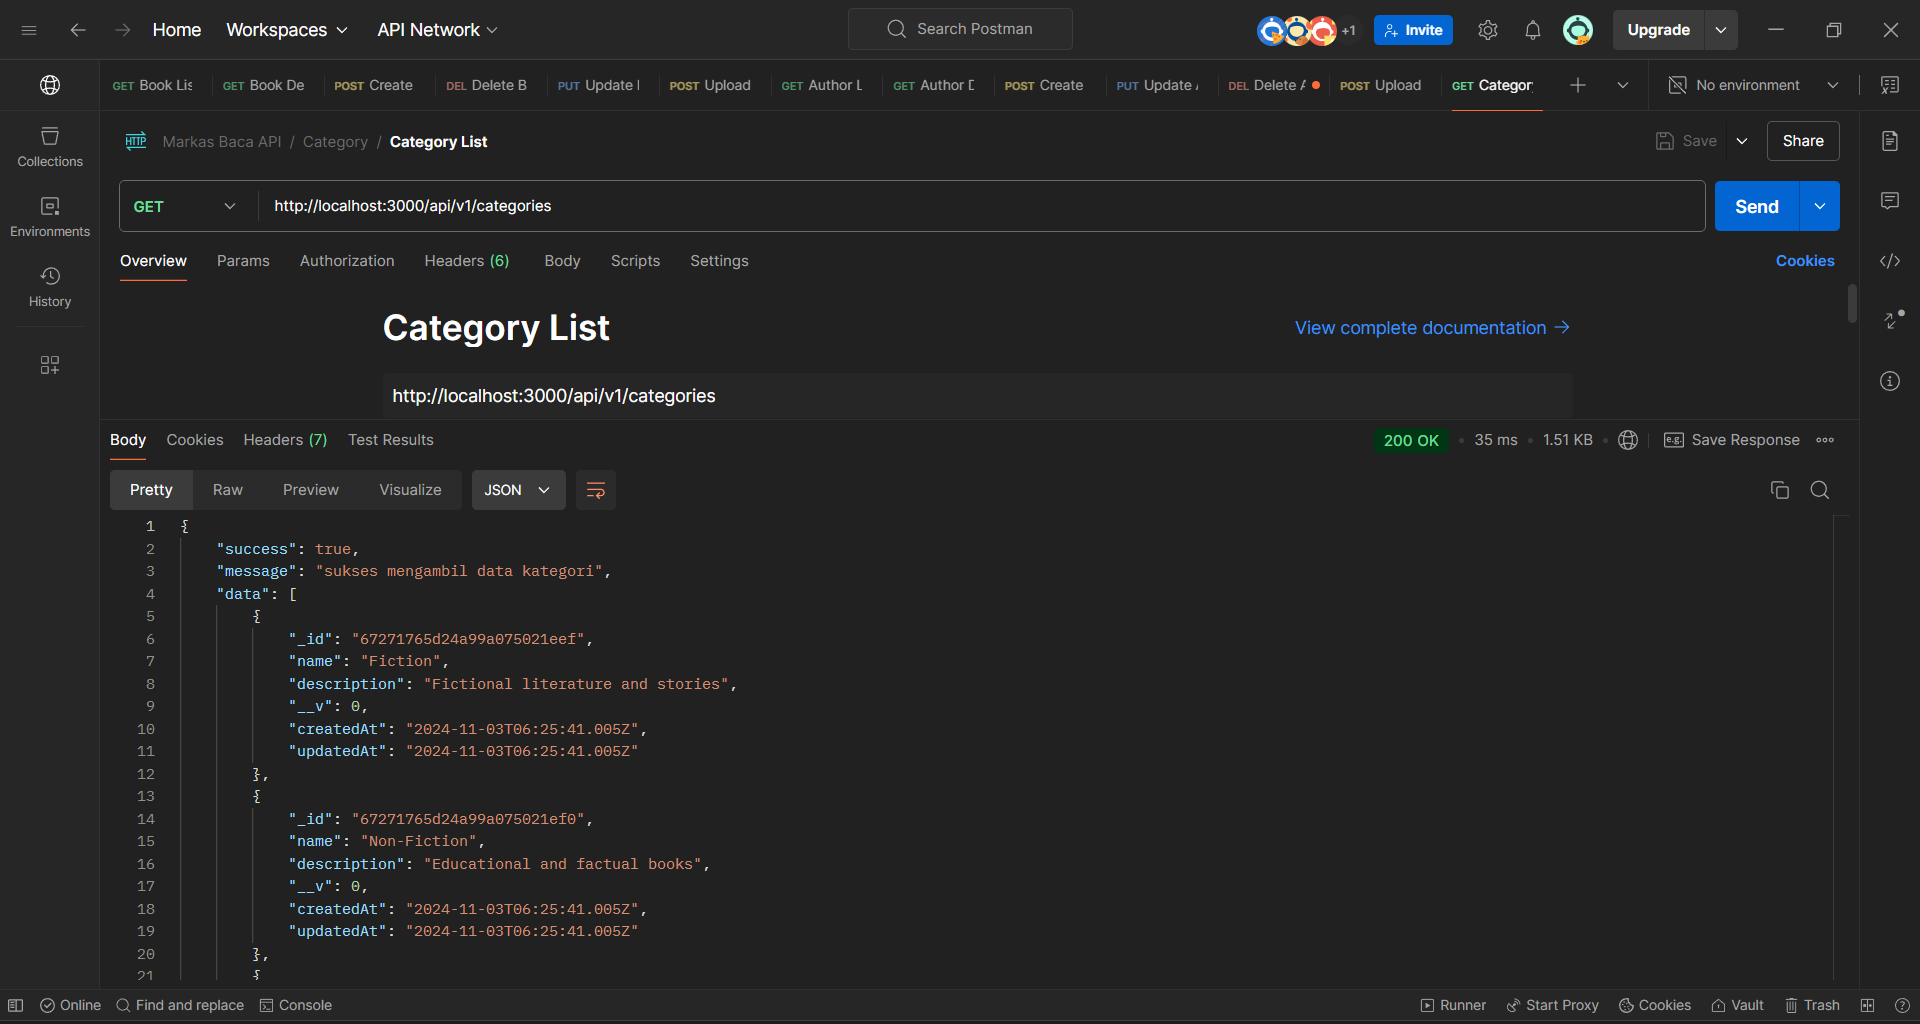 Home Workspaces API Network Search Postman +1 Invite Upgrade
GET Book Lis GET Book De POST Create DEL Delete B PUT Update POST Upload GET Author L GET Author D POST Create PUT Update DEL Delete POST Upload GET Categor No environment
Collections
Environments
History
HTTP Markas Baca API / Category / Category List Save Share
GET http://localhost:3000/api/v1/categories Send
Overview Params Authorization Headers (6) Body Scripts Settings Cookies
Category List View complete documentation →
http://localhost:3000/api/v1/categories
Body Cookies Headers (7) Test Results 200 OK • 35 ms • 1.51 KB • e.g. Save Response
Pretty Raw Preview Visualize JSON
1 {
2 "success": true,
3 "message": "sukses mengambil data kategori",
4 "data": [
5 {
6 "_id": "67271765d24a99a075021eef",
7 "name": "Fiction",
8 "description": "Fictional literature and stories",
9 "__v": 0,
10 "createdAt": "2024-11-03T06:25:41.005Z",
11 "updatedAt": "2024-11-03T06:25:41.005Z"
12 },
13 {
14 "_id": "67271765d24a99a075021ef0",
15 "name": "Non-Fiction",
16 "description": "Educational and factual books",
17 "__v": 0,
18 "createdAt": "2024-11-03T06:25:41.005Z",
19 "updatedAt": "2024-11-03T06:25:41.005Z"
20 },
21 {
Online Find and replace Console Runner Start Proxy Cookies Vault Trash